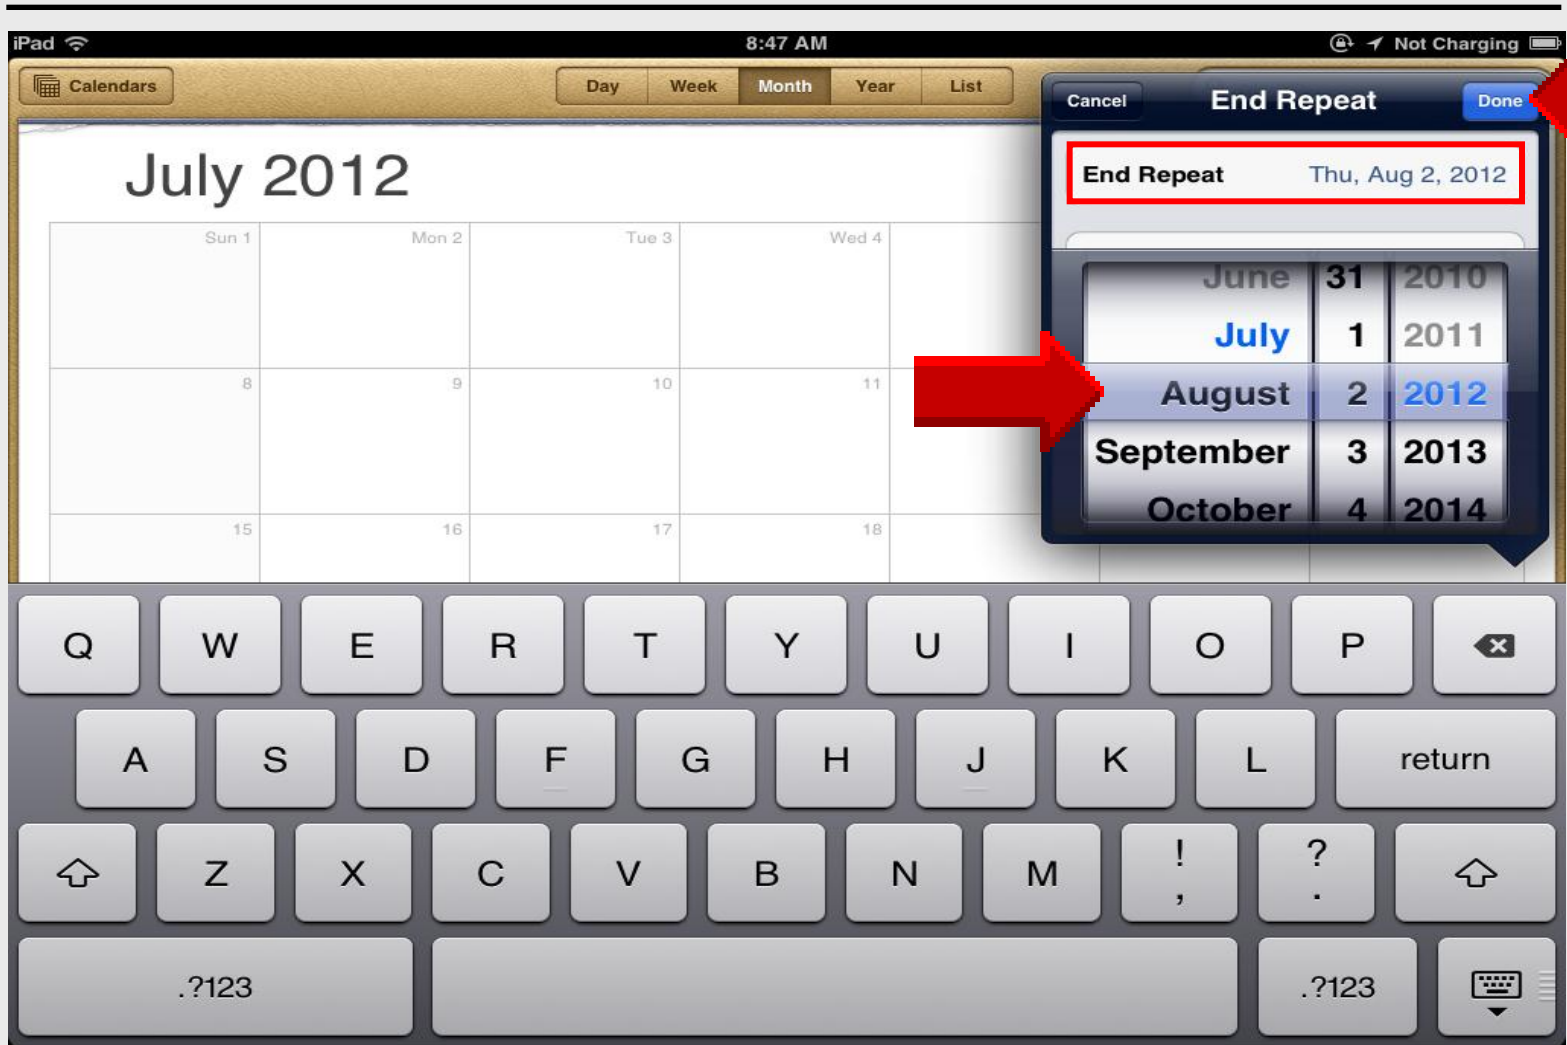 iPad 8:47 AM Not Charging
Calendars Day Week Month Year List
Cancel End Repeat Done
End Repeat Thu, Aug 2, 2012
July 2012
Sun 1 Mon 2 Tue 3 Wed 4
June 31 2010
July 1 2011
8 9 10 11
August 2 2012
September 3 2013
October 4 2014
15 16 17 18
Q W E R T Y U I O P
A S D F G H J K L return
Z X C V B N M ! , ? .
.?123 .?123